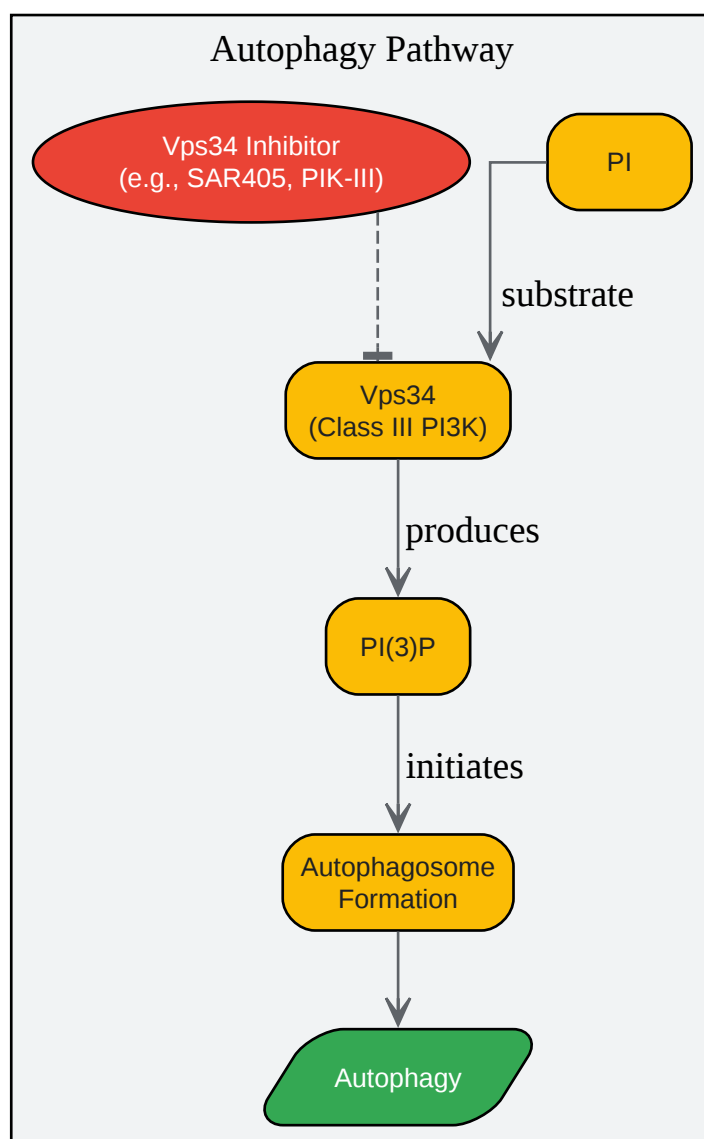 Autophagy Pathway
Vps34 Inhibitor
(e.g., SAR405, PIK-III)
PI
substrate
Vps34
(Class III PI3K)
produces
PI(3)P
initiates
Autophagosome
Formation
Autophagy